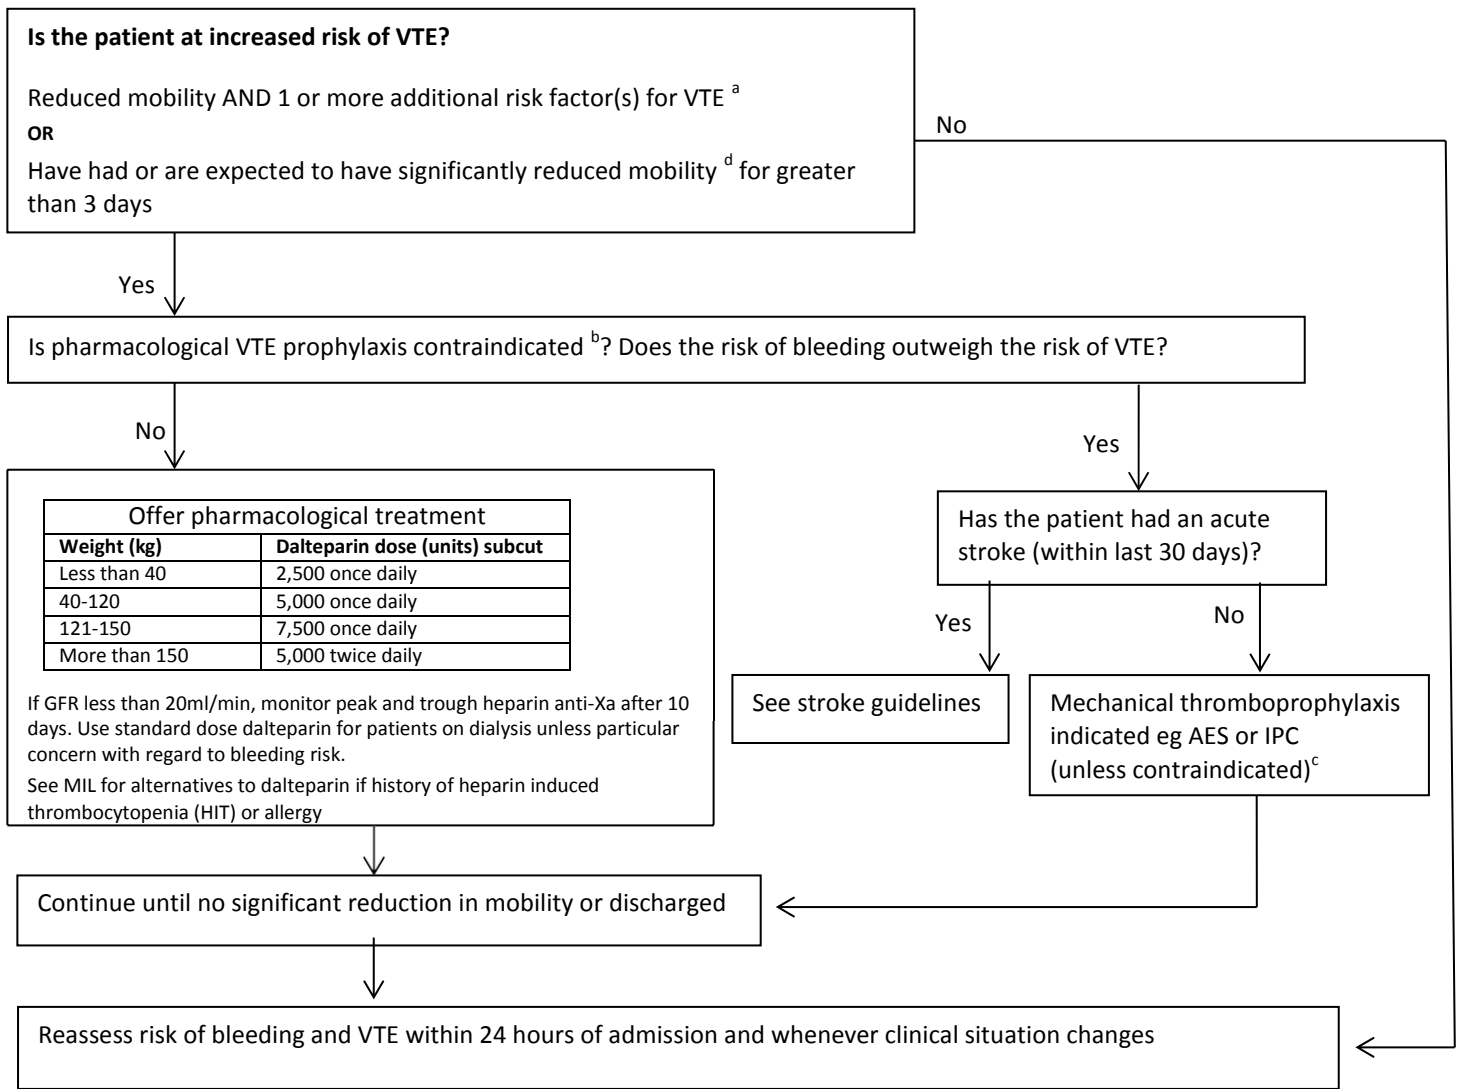 Is the patient at increased risk of VTE?
Reduced mobility AND 1 or more additional risk factor(s) for VTE a
OR
Have had or are expected to have significantly reduced mobility d for greater
than 3 days
No
Yes
Is pharmacological VTE prophylaxis contraindicated b? Does the risk of bleeding outweigh the risk of VTE?
No
Yes
Offer pharmacological treatment
Weight (kg) Dalteparin dose (units) subcut
Less than 40 2,500 once daily
40-120 5,000 once daily
121-150 7,500 once daily
More than 150 5,000 twice daily
If GFR less than 20ml/min, monitor peak and trough heparin anti-Xa after 10
days. Use standard dose dalteparin for patients on dialysis unless particular
concern with regard to bleeding risk.
See MIL for alternatives to dalteparin if history of heparin induced
thrombocytopenia (HIT) or allergy
Has the patient had an acute
stroke (within last 30 days)?
Yes
No
See stroke guidelines
Mechanical thromboprophylaxis
indicated eg AES or IPC
(unless contraindicated)c
Continue until no significant reduction in mobility or discharged
Reassess risk of bleeding and VTE within 24 hours of admission and whenever clinical situation changes